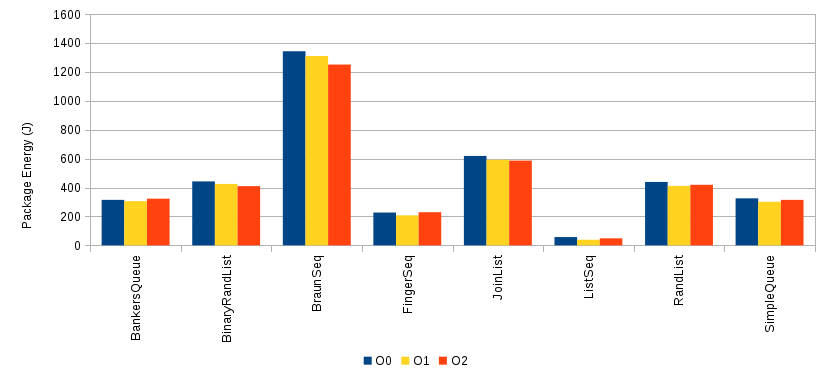 1600
1400
1200
1000
800
600
400
200
0
Package Energy (J)
BankersQueue
BinaryRandList
BraunSeq
FingerSeq
JoinList
ListSeq
RandList
SimpleQueue
O0 O1 O2